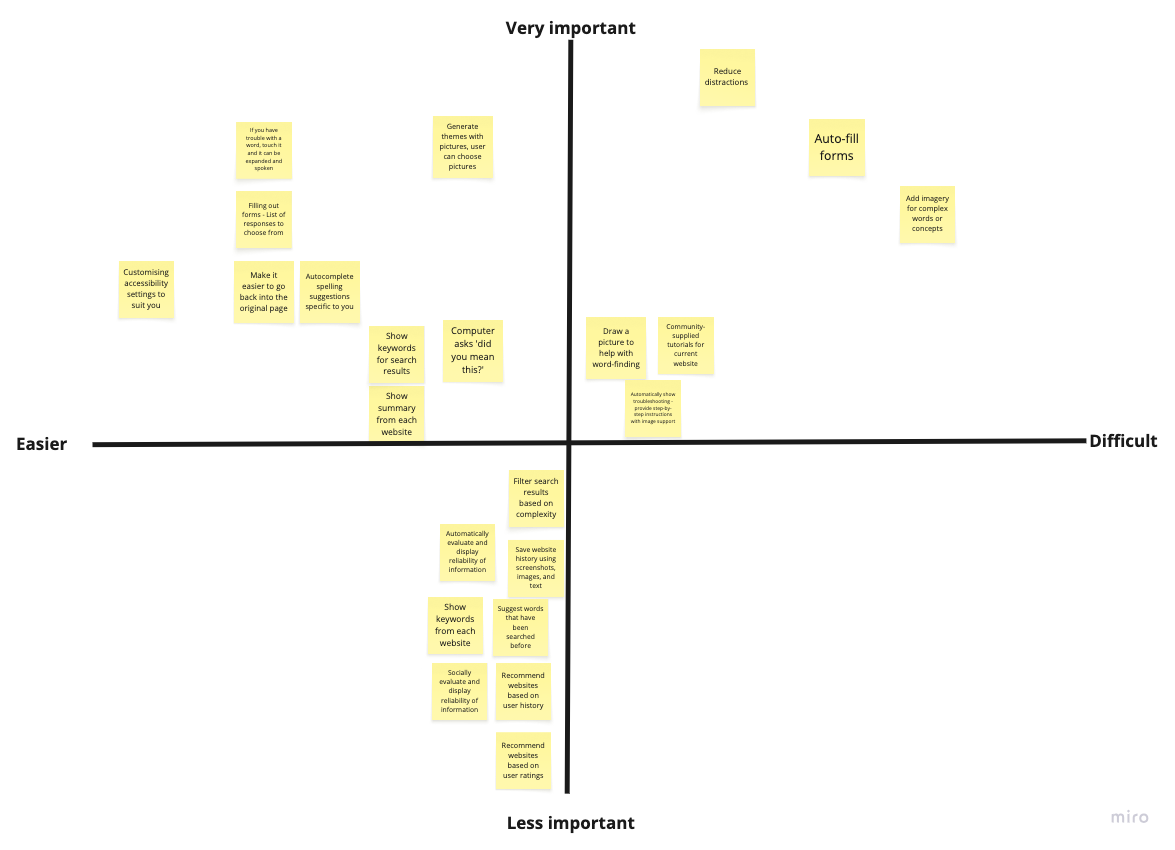 Very important
Reduce
distractions
If you have
trouble with a
word, touch it
and it can be
expanded and
spoken
Generate
themes with
pictures, user
can choose
pictures
Auto-fill
forms
Filling out
forms - List of
responses to
choose from
Add imagery
for complex
words or
concepts
Customising
accessibility
settings to
suit you
Make it
easier to go
back into the
original page
Autocomplete
spelling
suggestions
specific to you
Show
keywords
for search
results
Computer
asks 'did
you mean
this?'
Draw a
picture to
help with
word-finding
Community-
supplied
tutorials for
current
website
Show
summary
from each
website
Automatically show
troubleshooting -
provide step-by-
step instructions
with image support
Easier
Difficult
Filter search
results
based on
complexity
Automatically
evaluate and
display
reliability of
information
Save website
history using
screenshots,
images, and
text
Show
keywords
from each
website
Suggest words
that have
been
searched
before
Socially
evaluate and
display
reliability of
information
Recommend
websites
based on
user history
Recommend
websites
based on
user ratings
Less important
miro